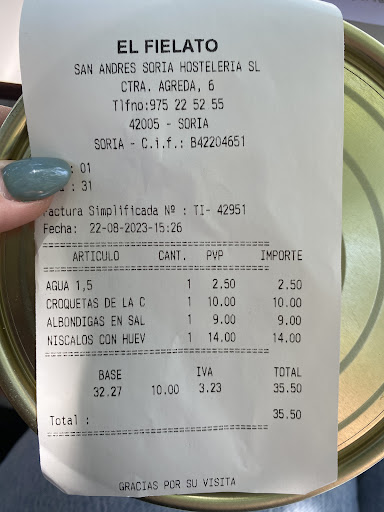 EL FIELATO
SAN ANDRES SORIA HOSTELERIA SL
CTRA. AGREDA, 6
Tlfno:975 22 52 55
42005 - SORIA
SORIA - C.i.f.: B42204651
: 01
: 31
Factura Simplificada Nº : TI- 42951
Fecha: 22-08-2023-15:26
ARTICULO CANT. PVP IMPORTE
AGUA 1,5 1 2.50 2.50
CROQUETAS DE LA C 1 10.00 10.00
ALBONDIGAS EN SAL 1 9.00 9.00
NISCALOS CON HUEV 1 14.00 14.00
BASE IVA TOTAL
32.27 10.00 3.23 35.50
Total : 35.50
GRACIAS POR SU VISITA